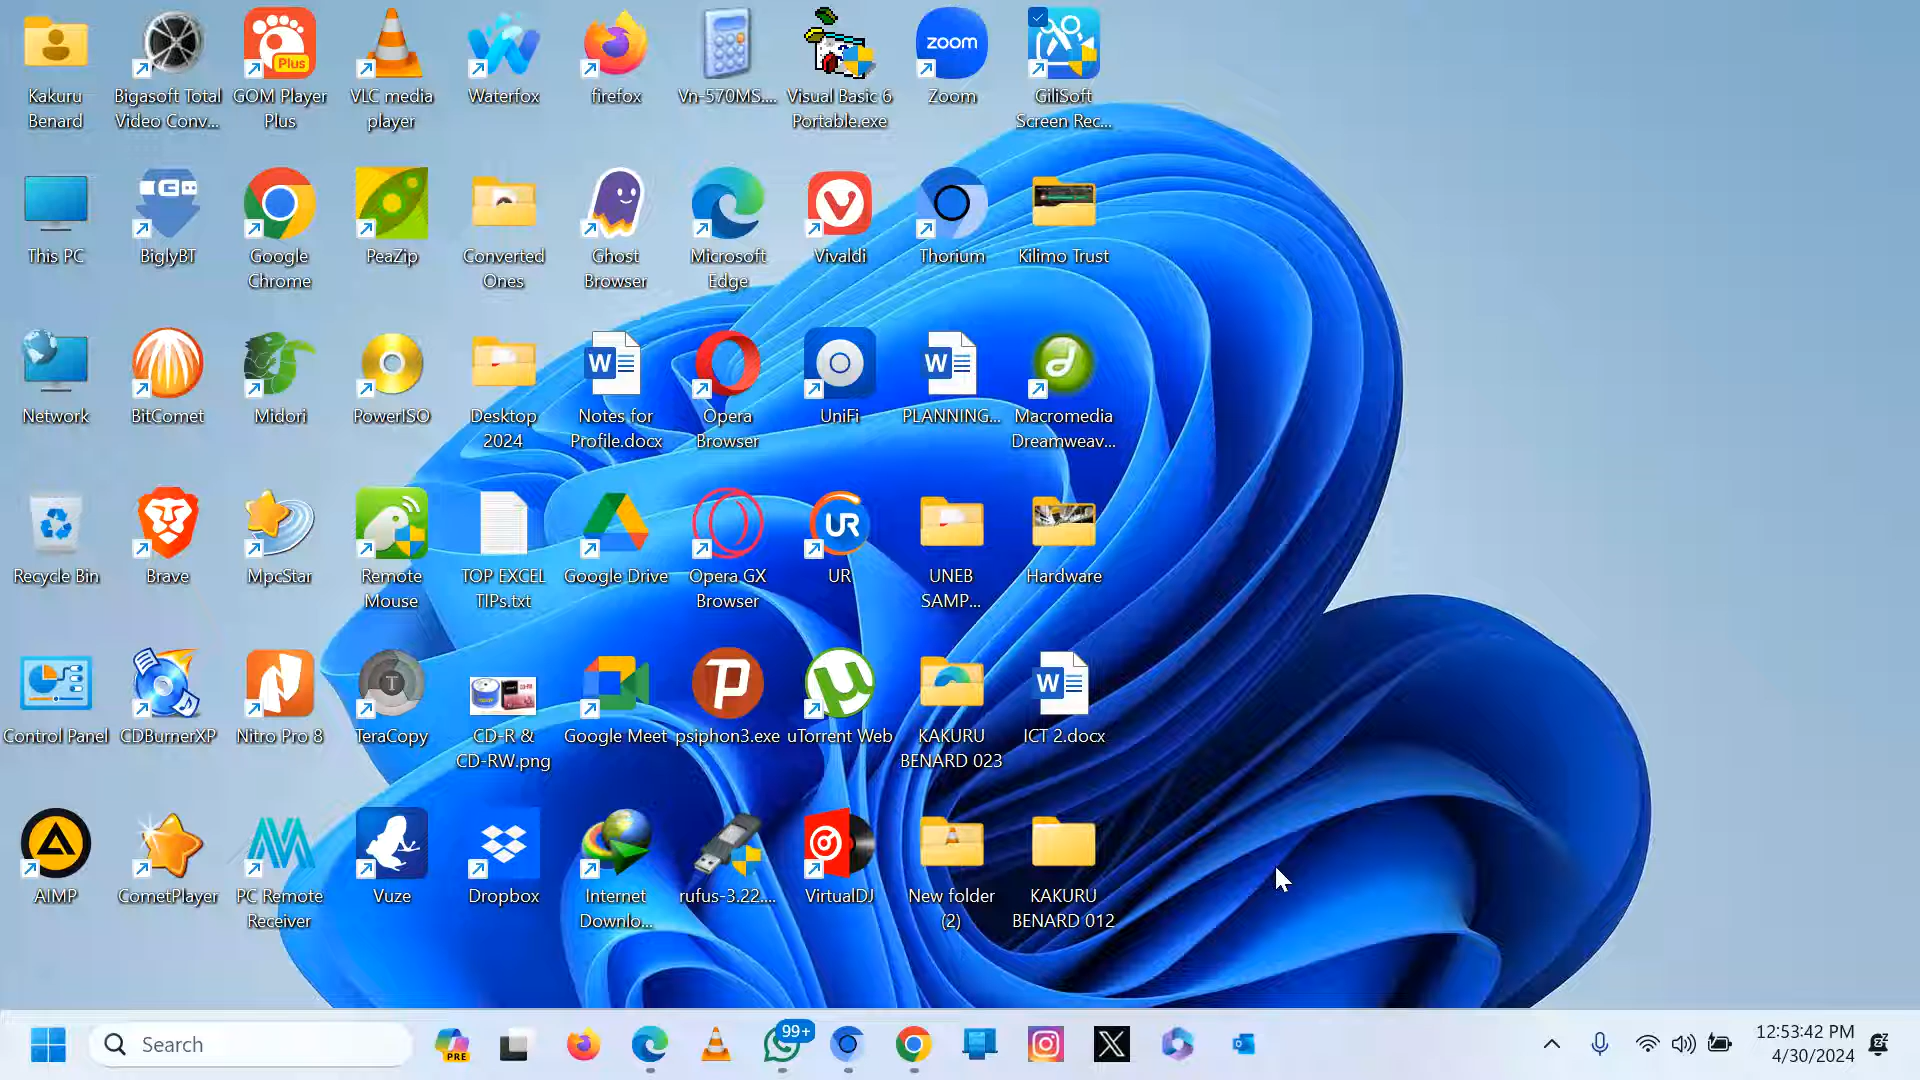 Kakuru
Benard
Bigasoft Total
Video Conv...
Plus
GOM Player
Plus
VLC media
player
Waterfox
firefox
Vn-570MS....
Visual Basic 6
Portable.exe
zoom
Zoom
GiliSoft
Screen Rec...
This PC
BiglyBT
Google
Chrome
PeaZip
Converted
Ones
Ghost
Browser
Microsoft
Edge
Vivaldi
Thorium
Kilimo Trust
Network
BitComet
Midori
PowerISO
Desktop
2024
W
Notes for
Profile.docx
Opera
Browser
UniFi
W
PLANNING...
Macromedia
Dreamweav...
Recycle Bin
Brave
MpcStar
Remote
Mouse
TOP EXCEL
TIPs.txt
Google Drive
Opera GX
Browser
UR
UR
UNEB
SAMP...
Hardware
Control Panel
CDBurnerXP
Nitro Pro 8
T
TeraCopy
CD-R &
CD-RW.png
Google Meet
psiphon3.exe
uTorrent Web
KAKURU
BENARD 023
W
ICT 2.docx
AIMP
CometPlayer
PC Remote
Receiver
Vuze
Dropbox
Internet
Downlo...
rufus-3.22....
VirtualDJ
New folder
(2)
KAKURU
BENARD 012
Search
PRE
99+
12:53:42 PM
4/30/2024